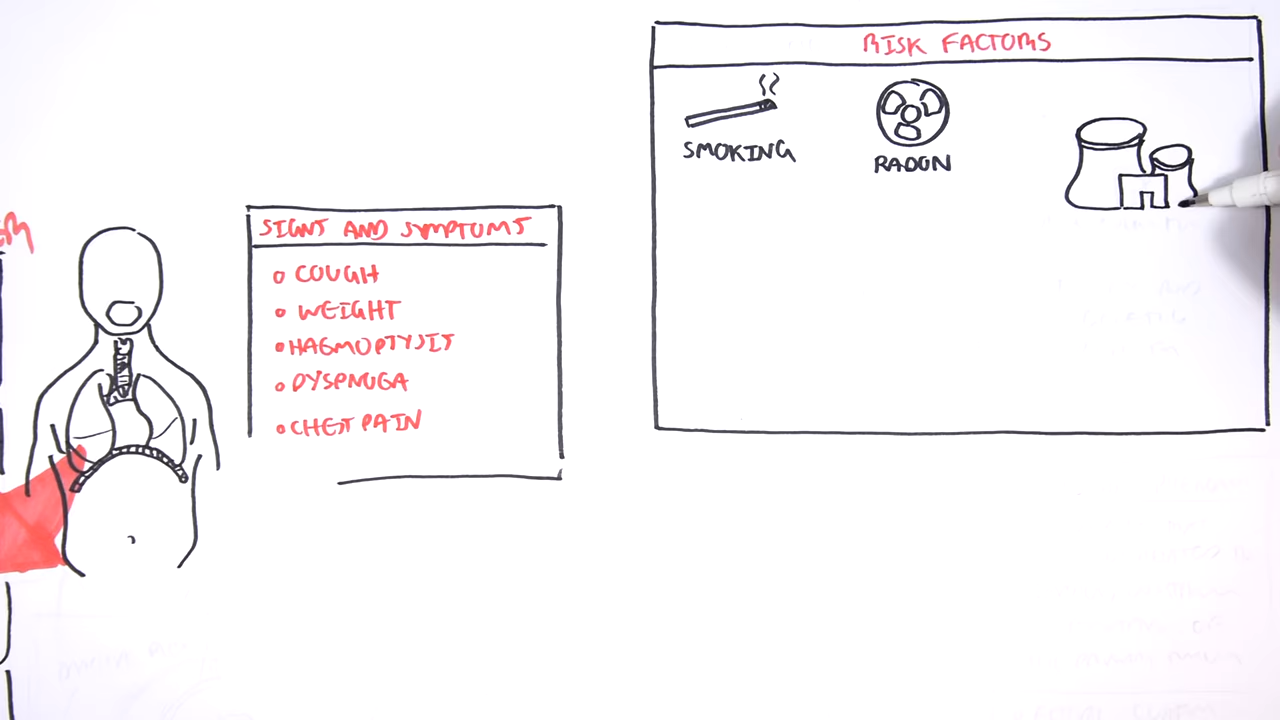 RISK FACTORS
SMOKING
RADON
SIGNS AND SYMPTOMS
COUGH
WEIGHT
HAEMOPTYSIS
DYSPNOEA
CHEST PAIN